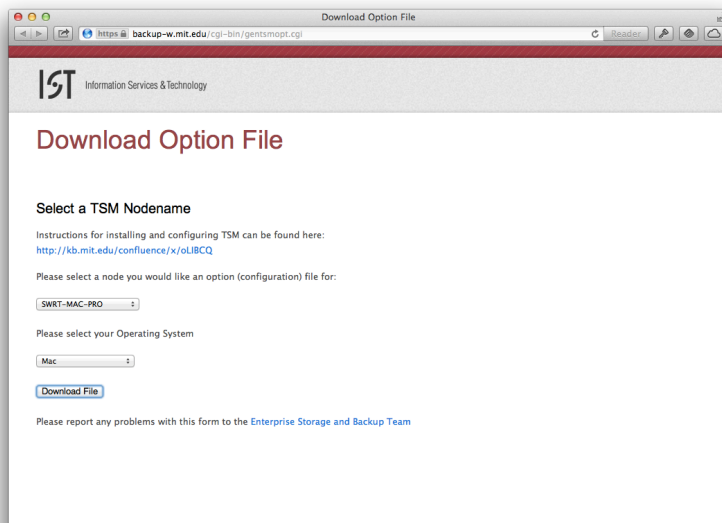 Download Option File
https backup-w.mit.edu/cgi-bin/gentsmopt.cgi
Reader
IST Information Services & Technology
Download Option File
Select a TSM Nodename
Instructions for installing and configuring TSM can be found here:
http://kb.mit.edu/confluence/x/oLIBCQ
Please select a node you would like an option (configuration) file for:
SWRT-MAC-PRO
Please select your Operating System
Mac
Download File
Please report any problems with this form to the Enterprise Storage and Backup Team